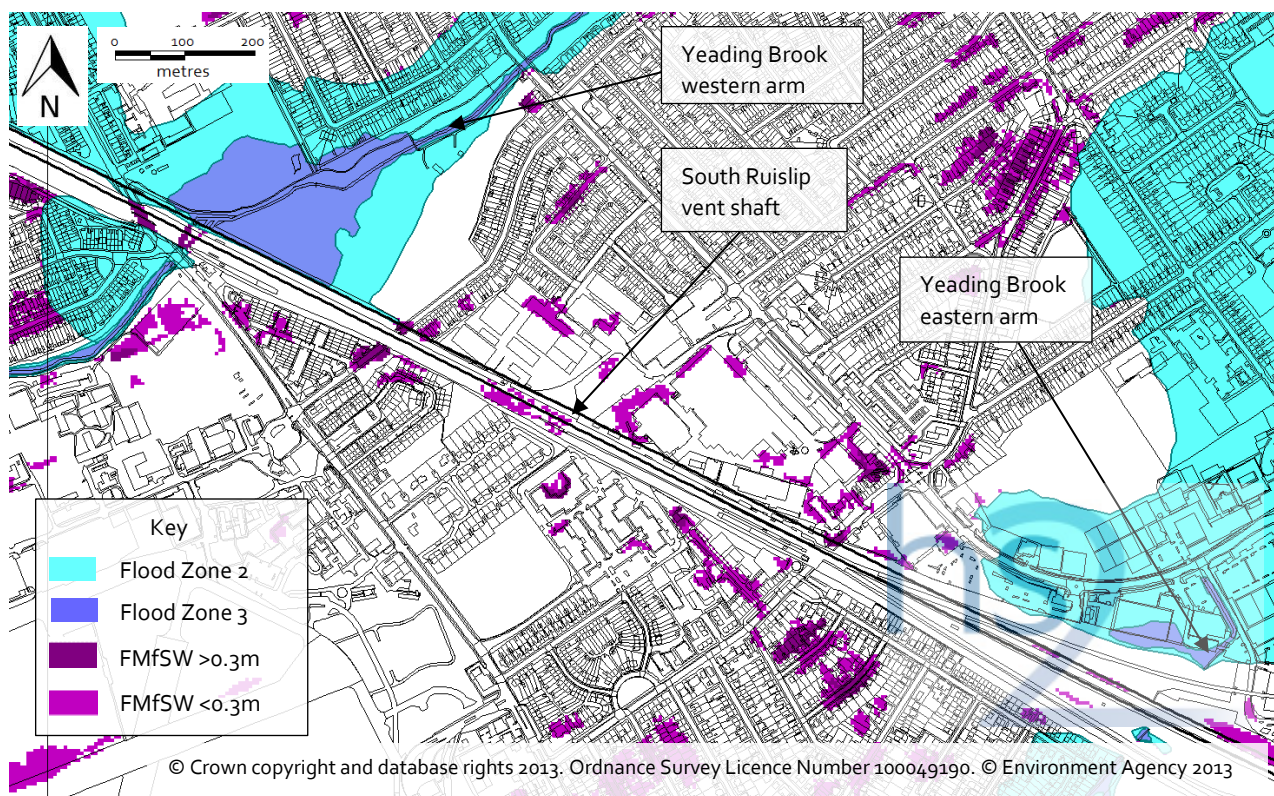 0 100 200
metres
N
Yeading Brook
western arm
South Ruislip
vent shaft
Yeading Brook
eastern arm
Key
Flood Zone 2
Flood Zone 3
FMfSW >0.3m
FMfSW <0.3m
hs2
© Crown copyright and database rights 2013. Ordnance Survey Licence Number 100049190. © Environment Agency 2013